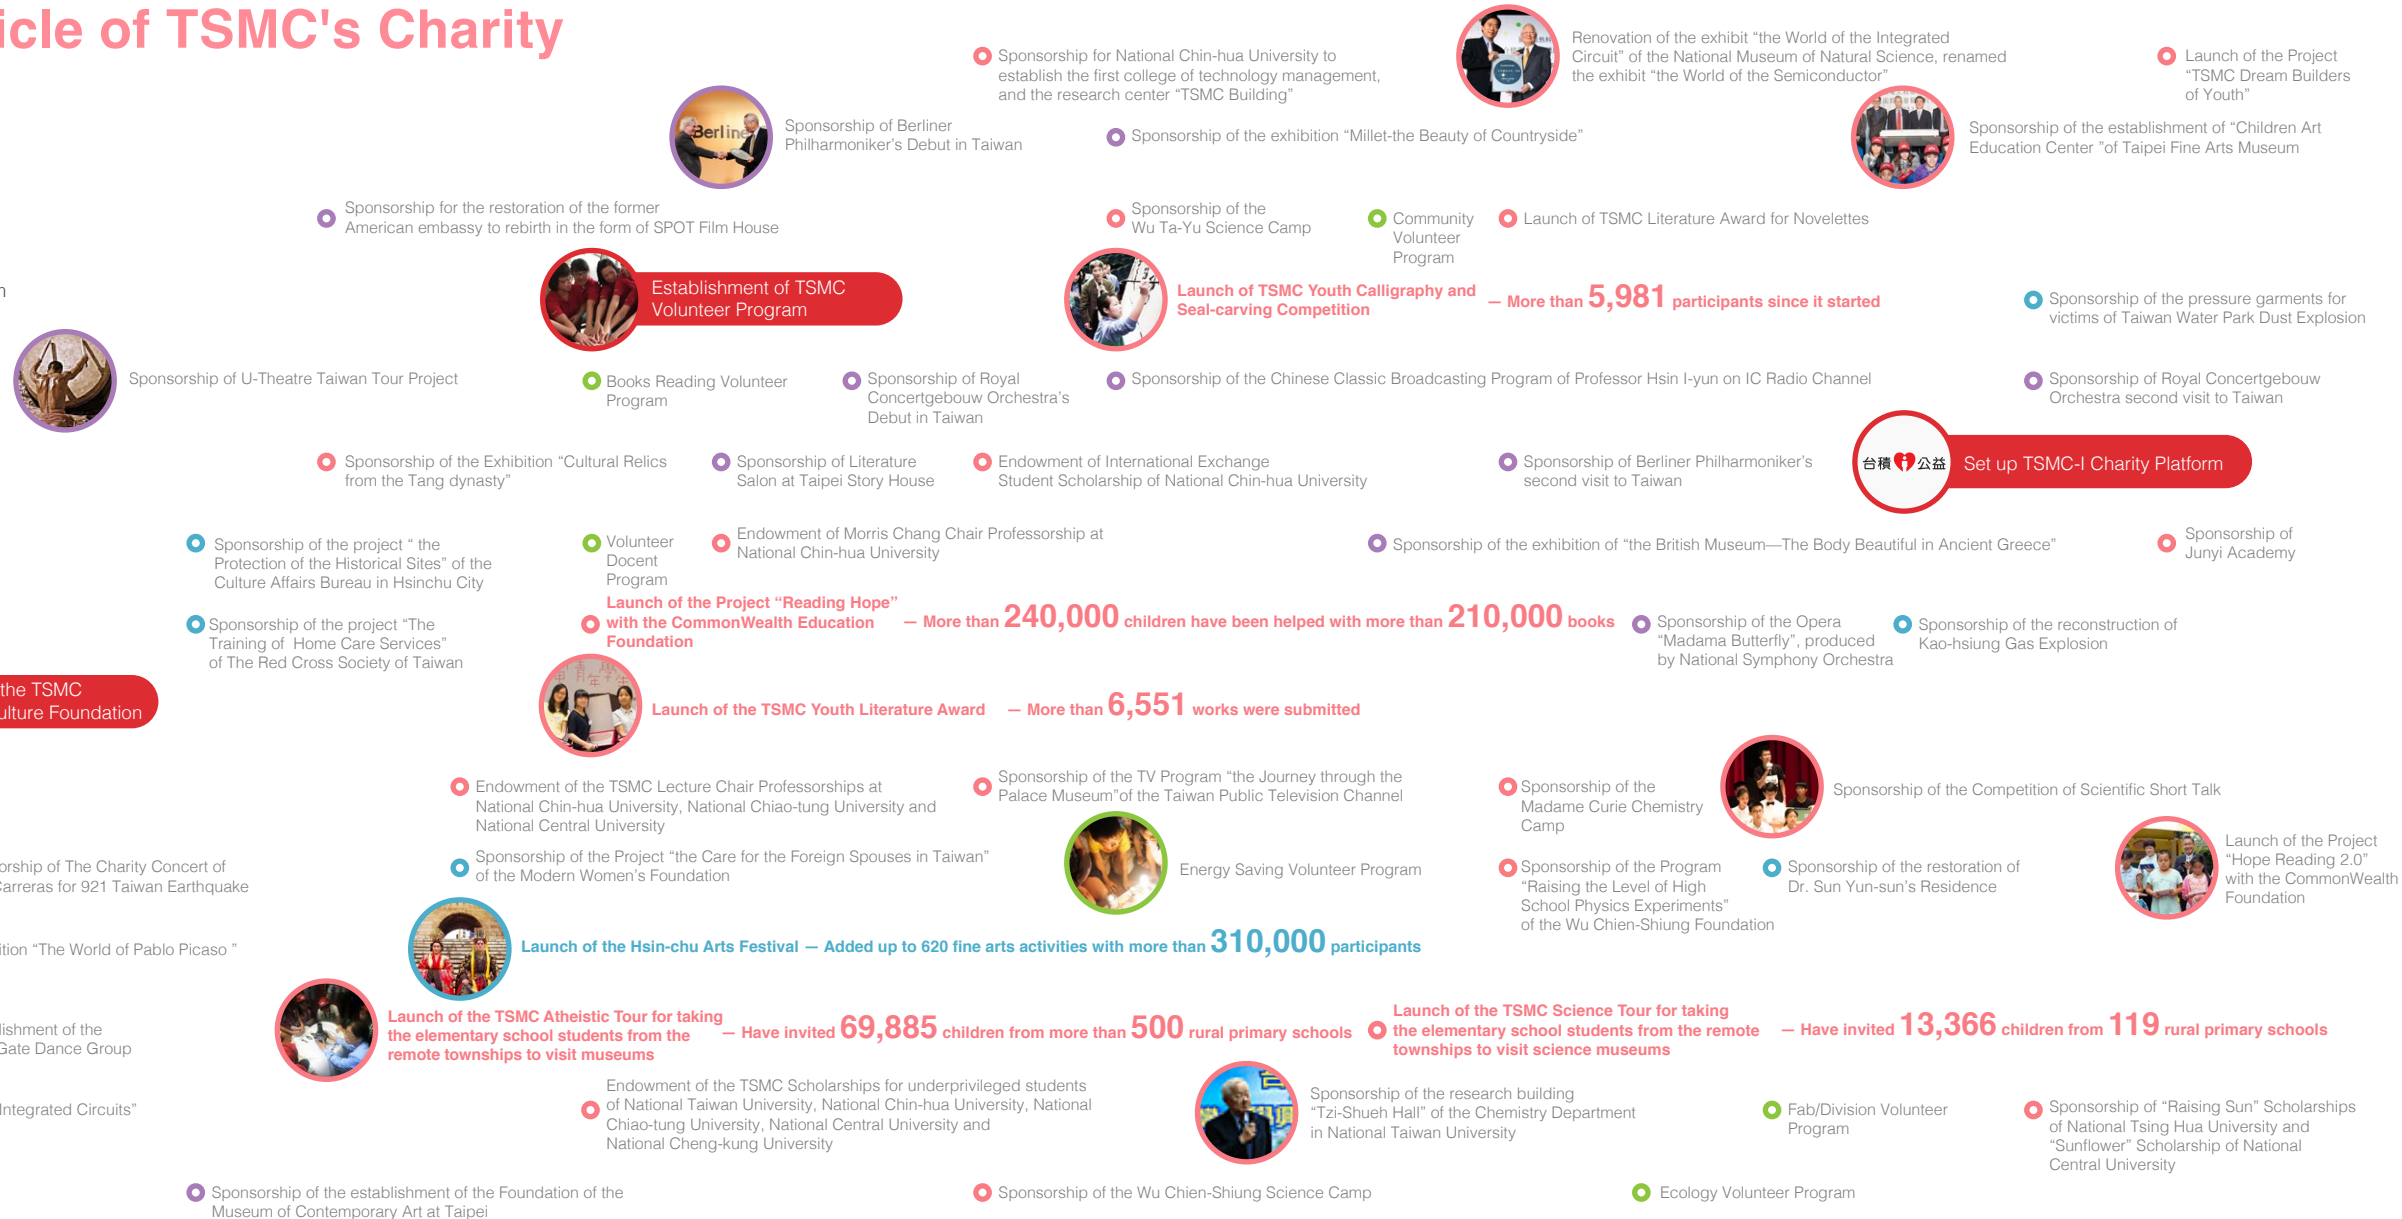 icle of TSMC's Charity
Sponsorship for National Chin-hua University to
establish the first college of technology management,
and the research center “TSMC Building”
Renovation of the exhibit “the World of the Integrated
Circuit” of the National Museum of Natural Science, renamed
the exhibit “the World of the Semiconductor”
Launch of the Project
“TSMC Dream Builders
of Youth”
Berline
Sponsorship of Berliner
Philharmoniker’s Debut in Taiwan
Sponsorship of the exhibition “Millet-the Beauty of Countryside”
Sponsorship of the establishment of “Children Art
Education Center ”of Taipei Fine Arts Museum
Sponsorship for the restoration of the former
American embassy to rebirth in the form of SPOT Film House
Sponsorship of the
Wu Ta-Yu Science Camp
Community
Volunteer
Program
Launch of TSMC Literature Award for Novelettes
n
Establishment of TSMC
Volunteer Program
Launch of TSMC Youth Calligraphy and
Seal-carving Competition
— More than 5,981 participants since it started
Sponsorship of the pressure garments for
victims of Taiwan Water Park Dust Explosion
Sponsorship of U-Theatre Taiwan Tour Project
Books Reading Volunteer
Program
Sponsorship of Royal
Concertgebouw Orchestra’s
Debut in Taiwan
Sponsorship of the Chinese Classic Broadcasting Program of Professor Hsin I-yun on IC Radio Channel
Sponsorship of Royal Concertgebouw
Orchestra second visit to Taiwan
Sponsorship of the Exhibition “Cultural Relics
from the Tang dynasty”
Sponsorship of Literature
Salon at Taipei Story House
Endowment of International Exchange
Student Scholarship of National Chin-hua University
Sponsorship of Berliner Philharmoniker’s
second visit to Taiwan
台積 公益
Set up TSMC-I Charity Platform
Sponsorship of the project “ the
Protection of the Historical Sites” of the
Culture Affairs Bureau in Hsinchu City
Volunteer
Docent
Program
Endowment of Morris Chang Chair Professorship at
National Chin-hua University
Sponsorship of the exhibition of “the British Museum—The Body Beautiful in Ancient Greece”
Sponsorship of
Junyi Academy
Sponsorship of the project “The
Training of  Home Care Services”
of The Red Cross Society of Taiwan
Launch of the Project “Reading Hope”
with the CommonWealth Education
Foundation
— More than 240,000 children have been helped with more than 210,000 books
Sponsorship of the Opera
“Madama Butterfly”, produced
by National Symphony Orchestra
Sponsorship of the reconstruction of
Kao-hsiung Gas Explosion
the TSMC
ulture Foundation
Launch of the TSMC Youth Literature Award — More than 6,551 works were submitted
Endowment of the TSMC Lecture Chair Professorships at
National Chin-hua University, National Chiao-tung University and
National Central University
Sponsorship of the TV Program “the Journey through the
Palace Museum”of the Taiwan Public Television Channel
Sponsorship of the
Madame Curie Chemistry
Camp
Sponsorship of the Competition of Scientific Short Talk
orship of The Charity Concert of
Carreras for 921 Taiwan Earthquake
Sponsorship of the Project “the Care for the Foreign Spouses in Taiwan”
of the Modern Women’s Foundation
Energy Saving Volunteer Program
Sponsorship of the Program
“Raising the Level of High
School Physics Experiments”
of the Wu Chien-Shiung Foundation
Sponsorship of the restoration of
Dr. Sun Yun-sun’s Residence
Launch of the Project
“Hope Reading 2.0”
with the CommonWealth
Foundation
ition “The World of Pablo Picaso ”
Launch of the Hsin-chu Arts Festival — Added up to 620 fine arts activities with more than 310,000 participants
lishment of the
Gate Dance Group
Launch of the TSMC Atheistic Tour for taking
the elementary school students from the
remote townships to visit museums
— Have invited 69,885 children from more than 500 rural primary schools
Launch of the TSMC Science Tour for taking
the elementary school students from the remote
townships to visit science museums
— Have invited 13,366 children from 119 rural primary schools
Integrated Circuits”
Endowment of the TSMC Scholarships for underprivileged students
of National Taiwan University, National Chin-hua University, National
Chiao-tung University, National Central University and
National Cheng-kung University
Sponsorship of the research building
“Tzi-Shueh Hall” of the Chemistry Department
in National Taiwan University
Fab/Division Volunteer
Program
Sponsorship of “Raising Sun” Scholarships
of National Tsing Hua University and
“Sunflower” Scholarship of National
Central University
Sponsorship of the establishment of the Foundation of the
Museum of Contemporary Art at Taipei
Sponsorship of the Wu Chien-Shiung Science Camp
Ecology Volunteer Program